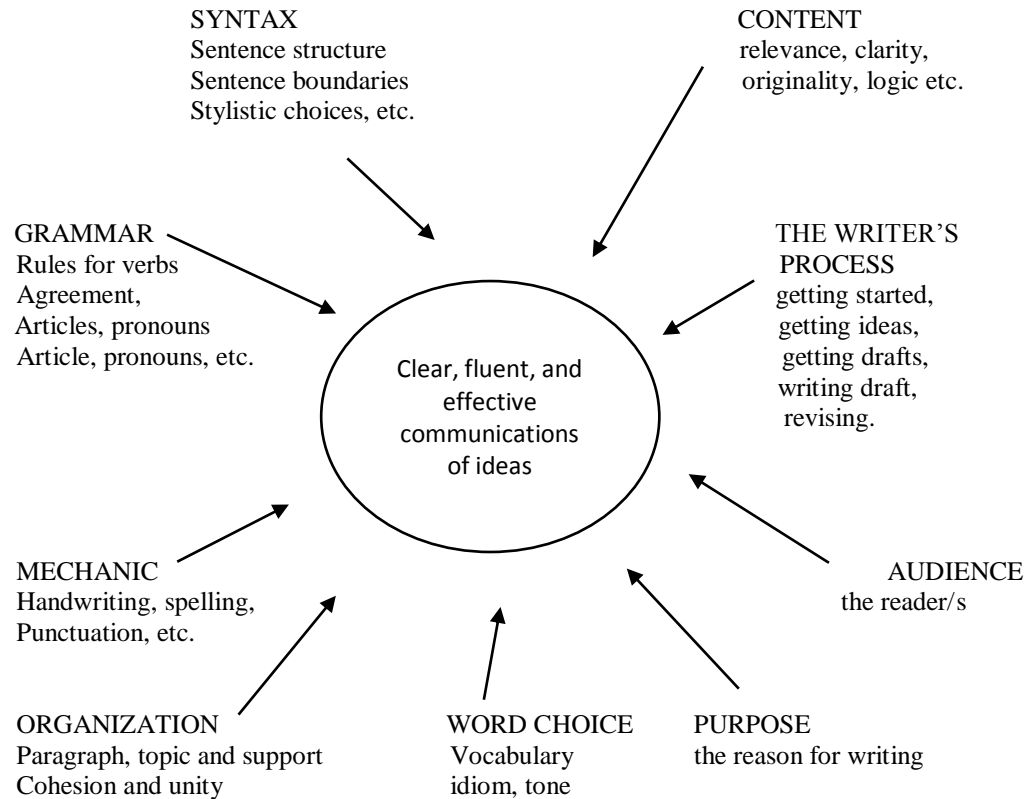 SYNTAX
Sentence structure
Sentence boundaries
Stylistic choices, etc.
CONTENT
relevance, clarity,
originality, logic etc.
GRAMMAR
Rules for verbs
Agreement,
Articles, pronouns
Article, pronouns, etc.
THE WRITER’S
PROCESS
getting started,
getting ideas,
getting drafts,
writing draft,
revising.
Clear, fluent, and
effective
communications
of ideas
MECHANIC
Handwriting, spelling,
Punctuation, etc.
AUDIENCE
the reader/s
ORGANIZATION
Paragraph, topic and support
Cohesion and unity
WORD CHOICE
Vocabulary
idiom, tone
PURPOSE
the reason for writing